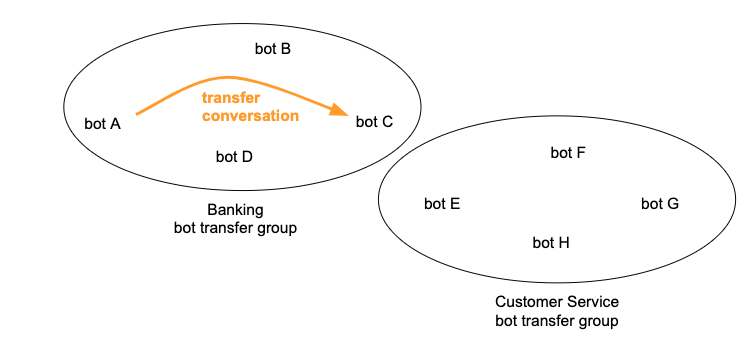 bot B
transfer
conversation
bot A
bot C
bot D
Banking
bot transfer group
bot F
bot E
bot G
bot H
Customer Service
bot transfer group